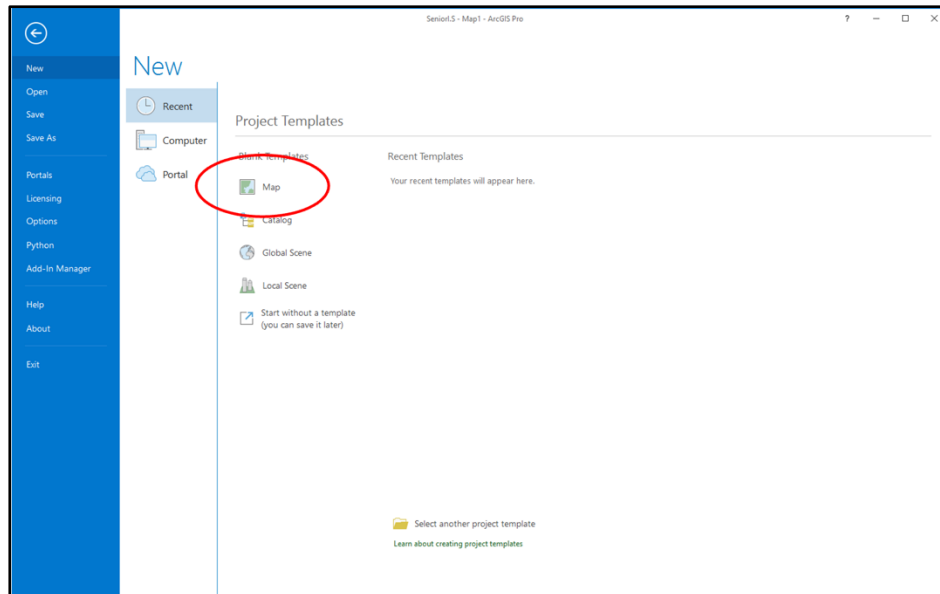 Seniorl.S - Map1 - ArcGIS Pro
?
New
Open
Save
Save As
Portals
Licensing
Options
Python
Add-In Manager
Help
About
Exit
New
Recent
Computer
Portal
Project Templates
Blank Templates
Map
Catalog
Global Scene
Local Scene
Start without a template
(you can save it later)
Recent Templates
Your recent templates will appear here.
Select another project template
Learn about creating project templates